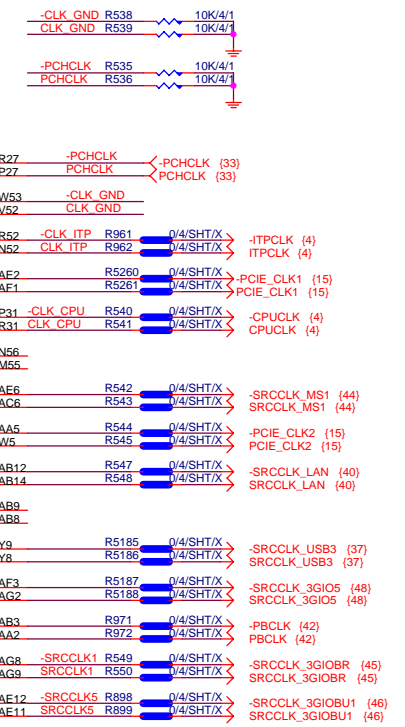 -CLK_GND R538 10K/4/1
CLK_GND R539 10K/4/1
-PCHCLK R535 10K/4/1
PCHCLK R536 10K/4/1
R27 -PCHCLK -PCHCLK {33}
P27 PCHCLK PCHCLK {33}
W53 -CLK_GND
V52 CLK_GND
R52 -CLK_ITP R961 0/4/SHT/X -ITPCLK {4}
N52 CLK_ITP R962 0/4/SHT/X ITPCLK {4}
AE2 R5260 0/4/SHT/X -PCIE_CLK1 {15}
AF1 R5261 0/4/SHT/X PCIE_CLK1 {15}
P31 -CLK_CPU R540 0/4/SHT/X -CPUCLK {4}
R31 CLK_CPU R541 0/4/SHT/X CPUCLK {4}
N56
M55
AE6 R542 0/4/SHT/X -SRCCLK_MS1 {44}
AC6 R543 0/4/SHT/X SRCCLK_MS1 {44}
AA5 R544 0/4/SHT/X -PCIE_CLK2 {15}
W5 R545 0/4/SHT/X PCIE_CLK2 {15}
AB12 R547 0/4/SHT/X -SRCCLK_LAN {40}
AB14 R548 0/4/SHT/X SRCCLK_LAN {40}
AB9
AB8
Y9 R5185 0/4/SHT/X -SRCCLK_USB3 {37}
Y8 R5186 0/4/SHT/X SRCCLK_USB3 {37}
AF3 R5187 0/4/SHT/X -SRCCLK_3GIO5 {48}
AG2 R5188 0/4/SHT/X SRCCLK_3GIO5 {48}
AB3 R971 0/4/SHT/X -PBCLK {42}
AA2 R972 0/4/SHT/X PBCLK {42}
AG8 -SRCCLK1 R549 0/4/SHT/X -SRCCLK_3GIOBR {45}
AG9 SRCCLK1 R550 0/4/SHT/X SRCCLK_3GIOBR {45}
AE12 -SRCCLK5 R898 0/4/SHT/X -SRCCLK_3GIOBU1 {46}
AE11 SRCCLK5 R899 0/4/SHT/X SRCCLK_3GIOBU1 {46}